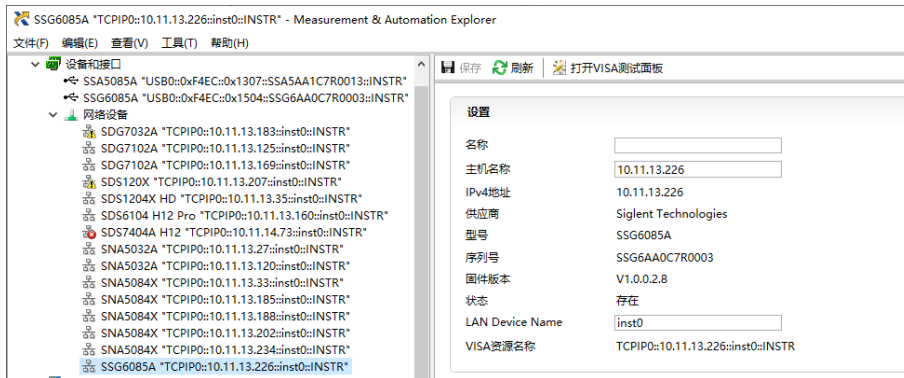 SSG6085A "TCPIP0::10.11.13.226::inst0::INSTR" - Measurement & Automation Explorer
文件(F) 编辑(E) 查看(V) 工具(T) 帮助(H)
设备和接口
SSA5085A "USB0::0xF4EC::0x1307::SSA5AA1C7R0013::INSTR"
SSG6085A "USB0::0xF4EC::0x1504::SSG6AA0C7R0003::INSTR"
网络设备
SDG7032A "TCPIP0::10.11.13.183::inst0::INSTR"
SDG7102A "TCPIP0::10.11.13.125::inst0::INSTR"
SDG7102A "TCPIP0::10.11.13.169::inst0::INSTR"
SDS120X "TCPIP0::10.11.13.207::inst0::INSTR"
SDS1204X HD "TCPIP0::10.11.13.35::inst0::INSTR"
SDS6104 H12 Pro "TCPIP0::10.11.13.160::inst0::INSTR"
SDS7404A H12 "TCPIP0::10.11.14.73::inst0::INSTR"
SNA5032A "TCPIP0::10.11.13.27::inst0::INSTR"
SNA5032A "TCPIP0::10.11.13.120::inst0::INSTR"
SNA5084X "TCPIP0::10.11.13.33::inst0::INSTR"
SNA5084X "TCPIP0::10.11.13.185::inst0::INSTR"
SNA5084X "TCPIP0::10.11.13.188::inst0::INSTR"
SNA5084X "TCPIP0::10.11.13.202::inst0::INSTR"
SNA5084X "TCPIP0::10.11.13.234::inst0::INSTR"
SSG6085A "TCPIP0::10.11.13.226::inst0::INSTR"
保存 刷新 打开VISA测试面板
设置
名称
主机名称 10.11.13.226
IPv4地址 10.11.13.226
供应商 Siglent Technologies
型号 SSG6085A
序列号 SSG6AA0C7R0003
固件版本 V1.0.0.2.8
状态 存在
LAN Device Name inst0
VISA资源名称 TCPIP0::10.11.13.226::inst0::INSTR